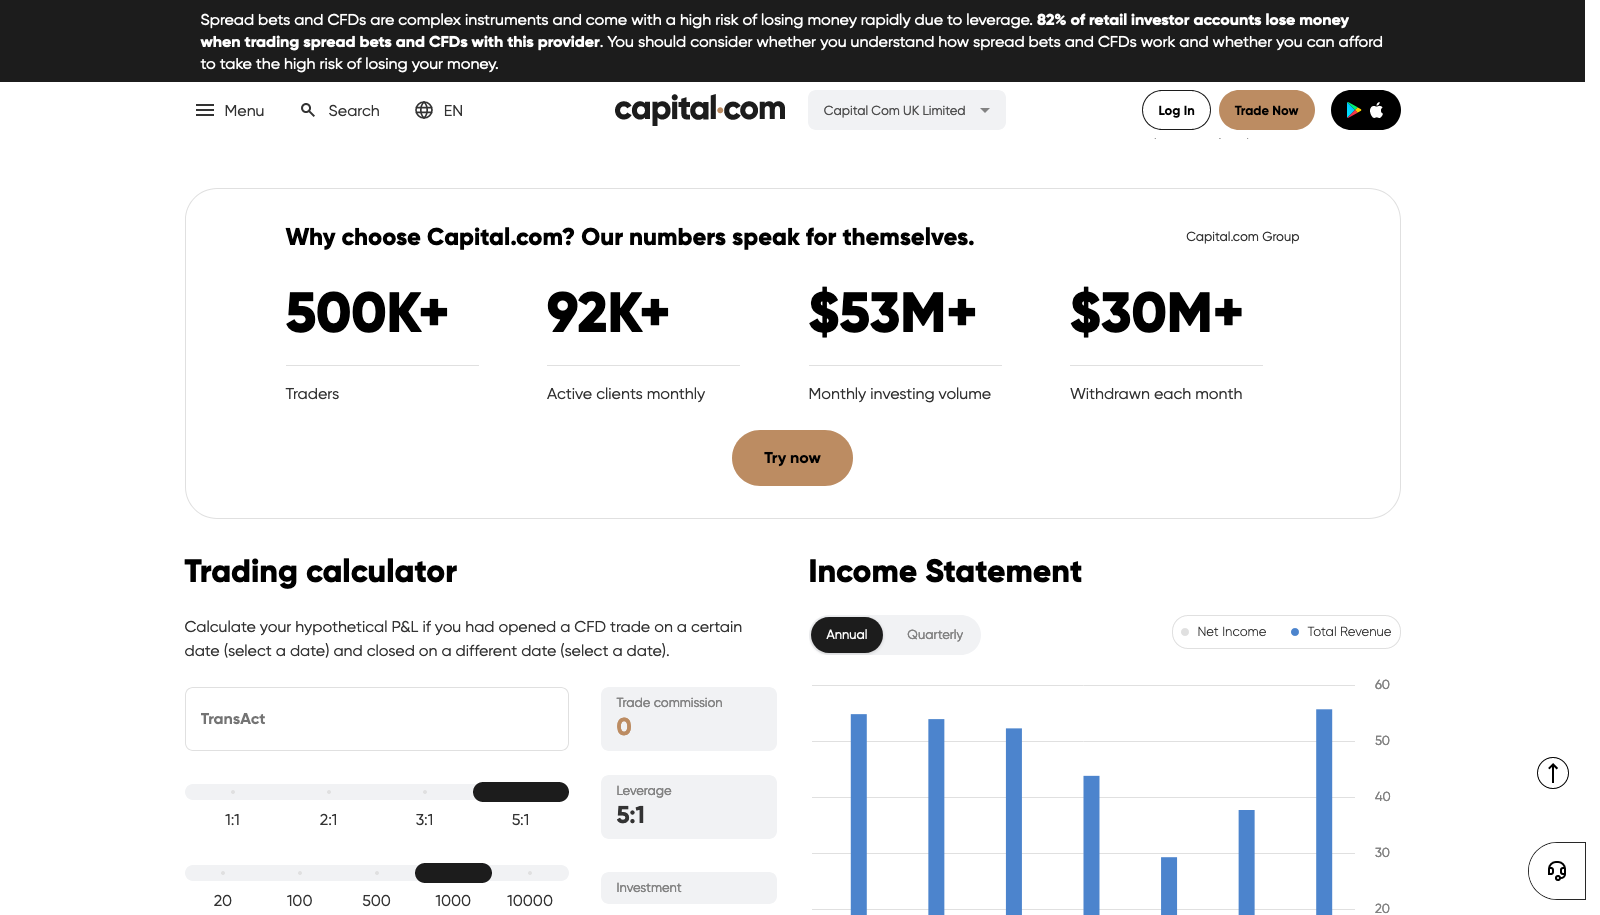 Spread bets and CFDs are complex instruments and come with a high risk of losing money rapidly due to leverage. 82% of retail investor accounts lose money
when trading spread bets and CFDs with this provider. You should consider whether you understand how spread bets and CFDs work and whether you can afford
to take the high risk of losing your money.
Menu
Search
EN
capital.com
Capital Com UK Limited
Log In
Trade Now
Why choose Capital.com? Our numbers speak for themselves.
Capital.com Group
500K+
92K+
$53M+
$30M+
Traders
Active clients monthly
Monthly investing volume
Withdrawn each month
Try now
Trading calculator
Calculate your hypothetical P&L if you had opened a CFD trade on a certain
date (select a date) and closed on a different date (select a date).
TransAct
Trade commission
0
1:1 2:1 3:1 5:1
Leverage
5:1
20 100 500 1000 10000
Investment
Income Statement
Annual
Quarterly
Net Income
Total Revenue
60
50
40
30
20